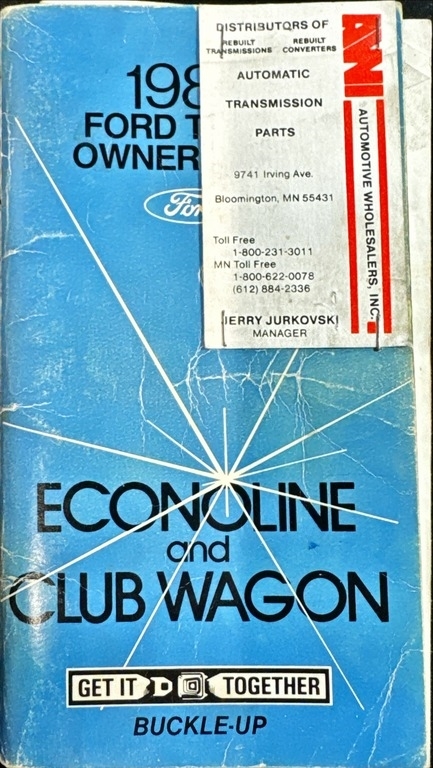 198
FORD T
OWNER
Ford
DISTRIBUTORS OF
REBUILT TRANSMISSIONS
REBUILT CONVERTERS
AUTOMATIC
TRANSMISSION
PARTS
9741 Irving Ave.
Bloomington, MN 55431
Toll Free
1-800-231-3011
MN Toll Free
1-800-622-0078
(612) 884-2336
JERRY JURKOVSKI
MANAGER
AUTOMOTIVE WHOLESALERS, INC.
ECONOLINE
and
CLUB WAGON
GET IT TOGETHER
BUCKLE-UP